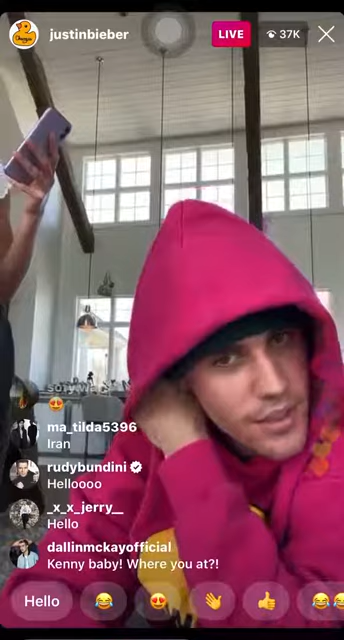 justinbieber
LIVE
37K
ma_tilda5396
Iran
rudybundini
Helloooo
_x_x_jerry__
Hello
dallinmckayofficial
Kenny baby! Where you at?!
Hello